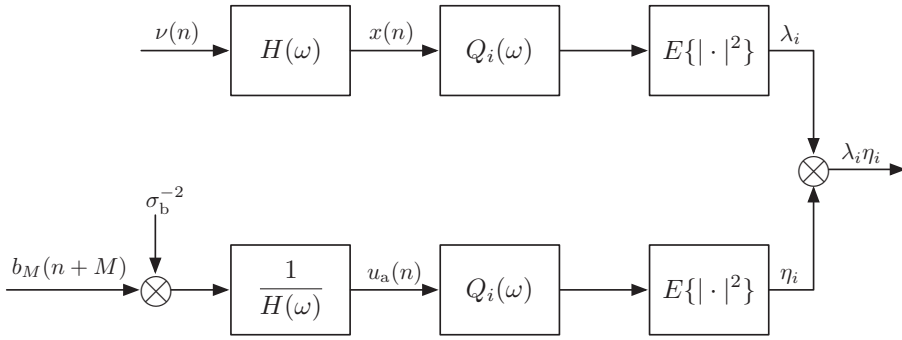 ν(n) H(ω) x(n) Q_i(ω) E{| · |²} λ_i
λ_iη_i
σ_b^{-2}
b_M(n + M) 1/H(ω) u_a(n) Q_i(ω) E{| · |²} η_i